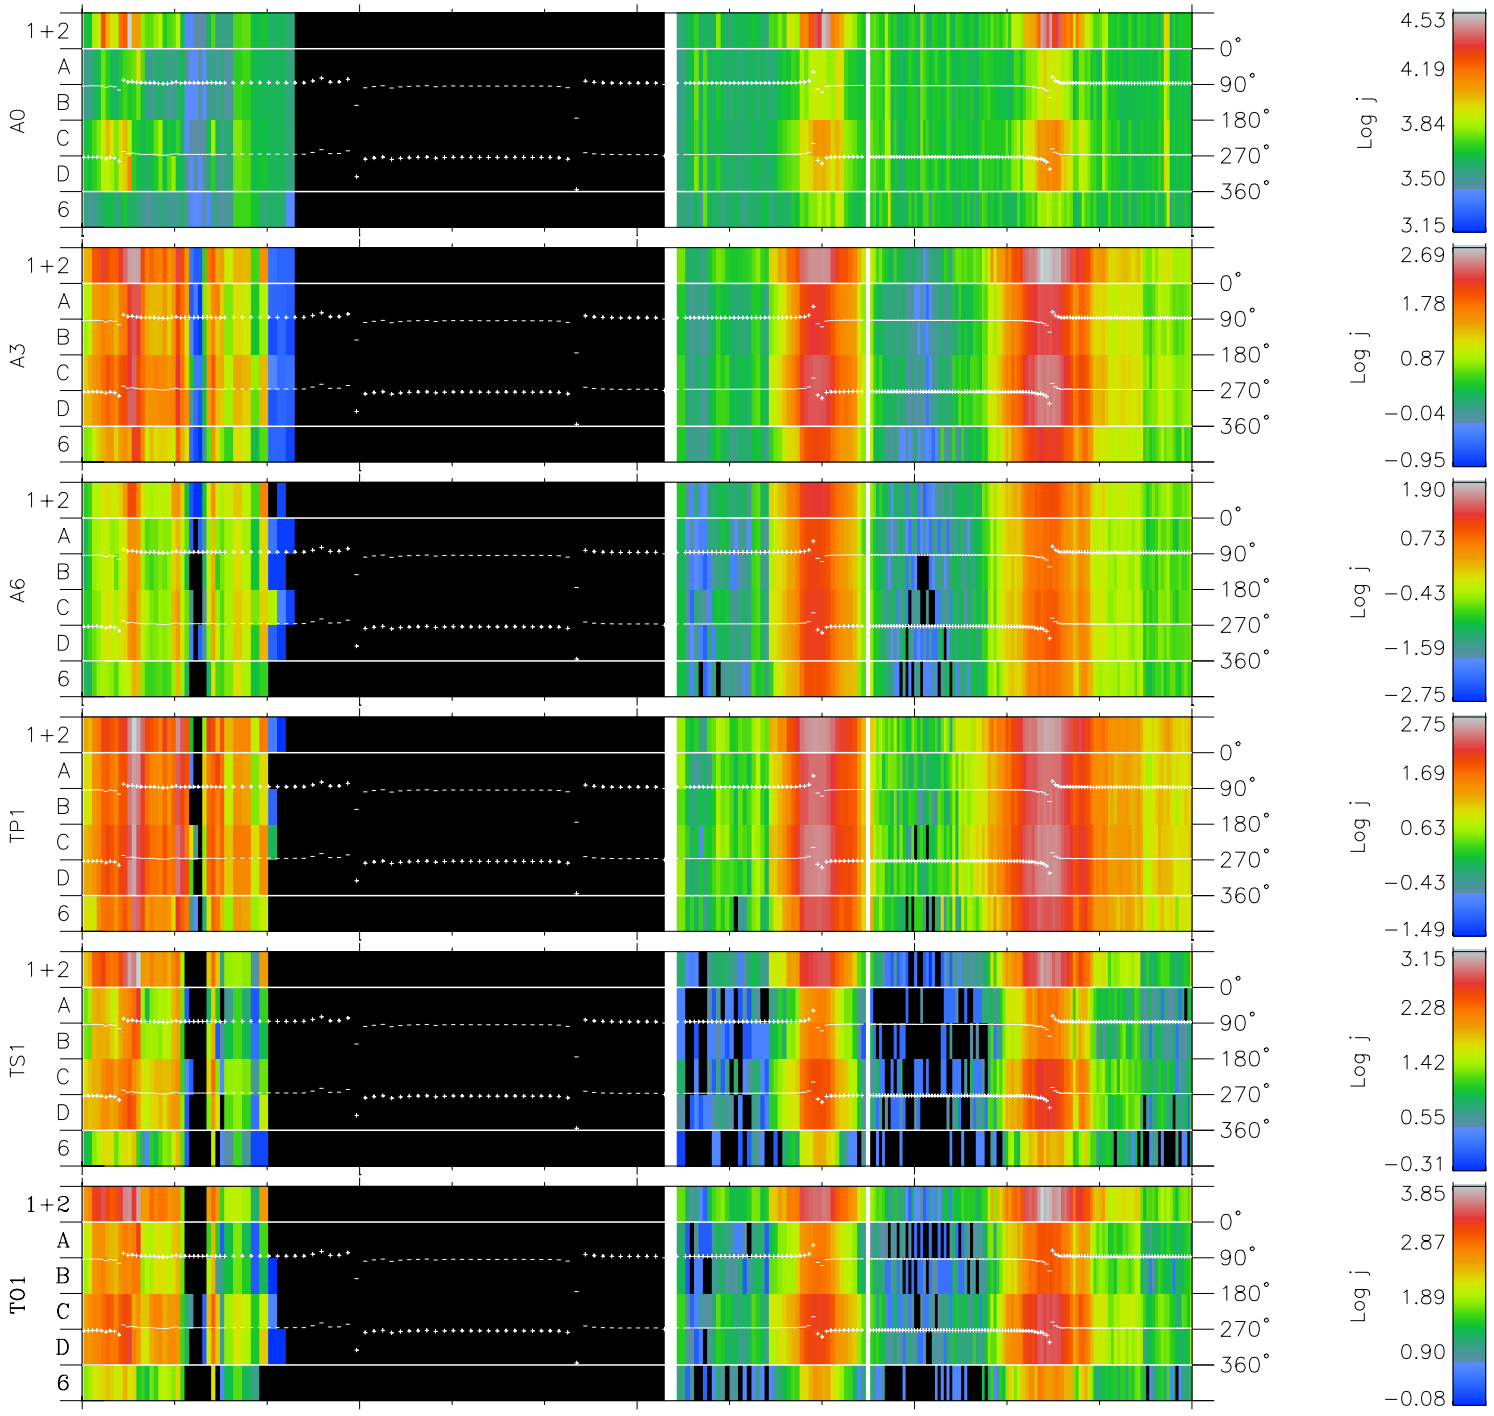 A0
1+2
A
B
C
D
6
0°
90°
180°
270°
360°
Log j
4.53
4.19
3.84
3.50
3.15
A3
1+2
A
B
C
D
6
0°
90°
180°
270°
360°
Log j
2.69
1.78
0.87
−0.04
−0.95
A6
1+2
A
B
C
D
6
0°
90°
180°
270°
360°
Log j
1.90
0.73
−0.43
−1.59
−2.75
TP1
1+2
A
B
C
D
6
0°
90°
180°
270°
360°
Log j
2.75
1.69
0.63
−0.43
−1.49
TS1
1+2
A
B
C
D
6
0°
90°
180°
270°
360°
Log j
3.15
2.28
1.42
0.55
−0.31
TO1
1+2
A
B
C
D
6
0°
90°
180°
270°
360°
Log j
3.85
2.87
1.89
0.90
−0.08